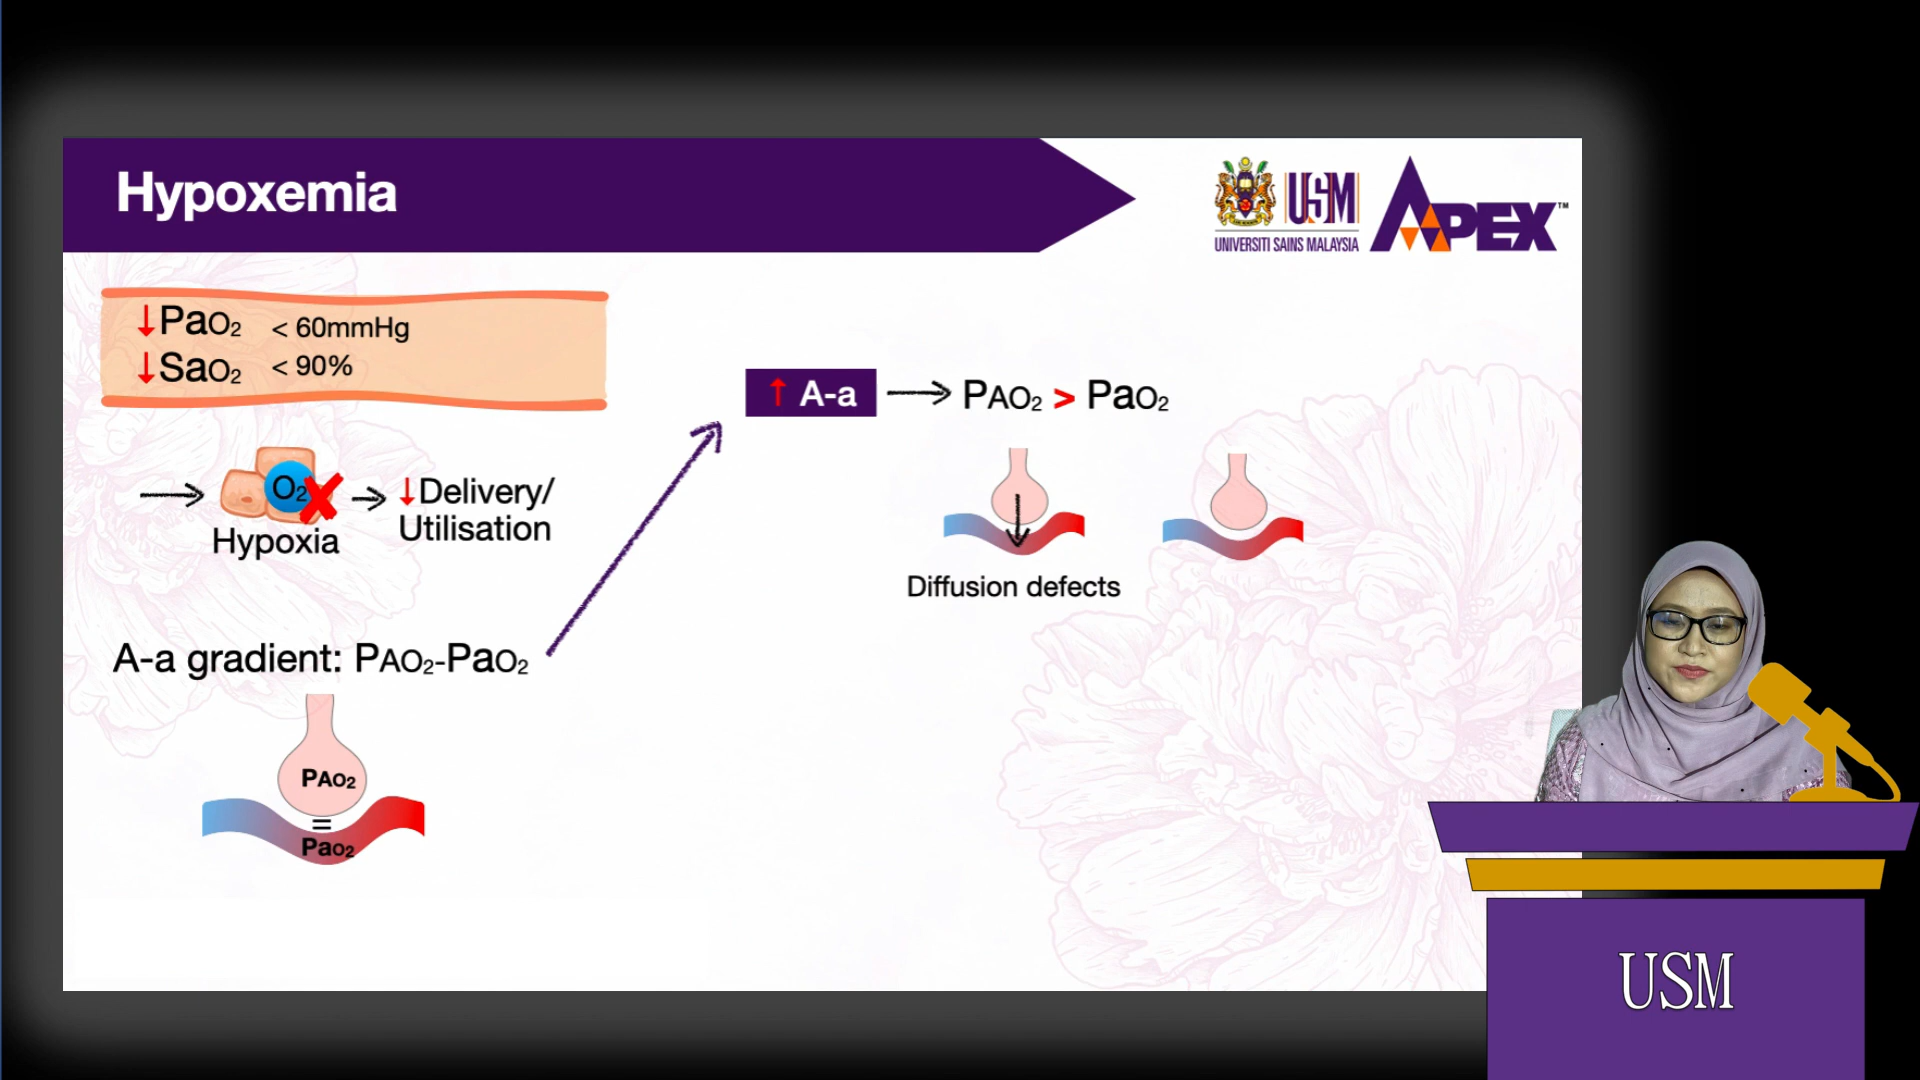 Hypoxemia
USM
UNIVERSITI SAINS MALAYSIA
APEX™
↓PaO₂ < 60mmHg
↓SaO₂ < 90%
↑ A-a → PAO₂ > PaO₂
→ O₂ → ↓Delivery/
Utilisation
Hypoxia
Diffusion defects
A-a gradient: PAO₂-PaO₂
PAO₂
=
PaO₂
USM